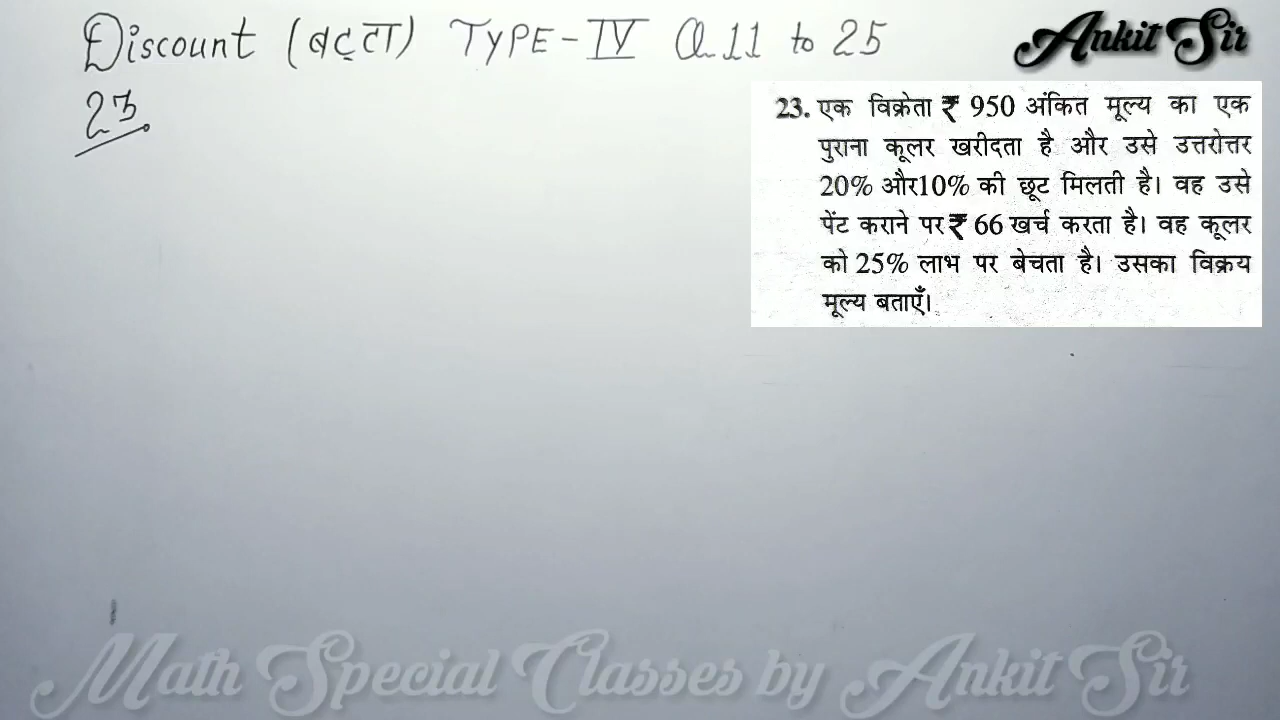 Discount (बट्टा) TYPE-IV Q.11 to 25
Ankit Sir
23
23. एक विक्रेता ₹ 950 अंकित मूल्य का एक
पुराना कूलर खरीदता है और उसे उत्तरोत्तर
20% और10% की छूट मिलती है। वह उसे
पेंट कराने पर ₹ 66 खर्च करता है। वह कूलर
को 25% लाभ पर बेचता है। उसका विक्रय
मूल्य बताएँ।
Math Special Classes by Ankit Sir